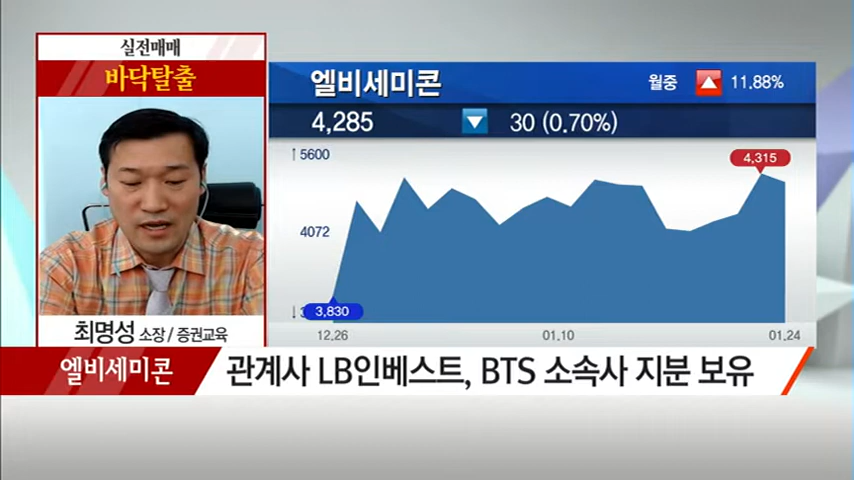 실전매매
바닥탈출
엘비세미콘
월중 ▲ 11.88%
4,285 ▼ 30 (0.70%)
5600
4,315
4072
3,830
12.26
01.10
01.24
최명성 소장 / 증권교육
엘비세미콘
관계사 LB인베스트, BTS 소속사 지분 보유